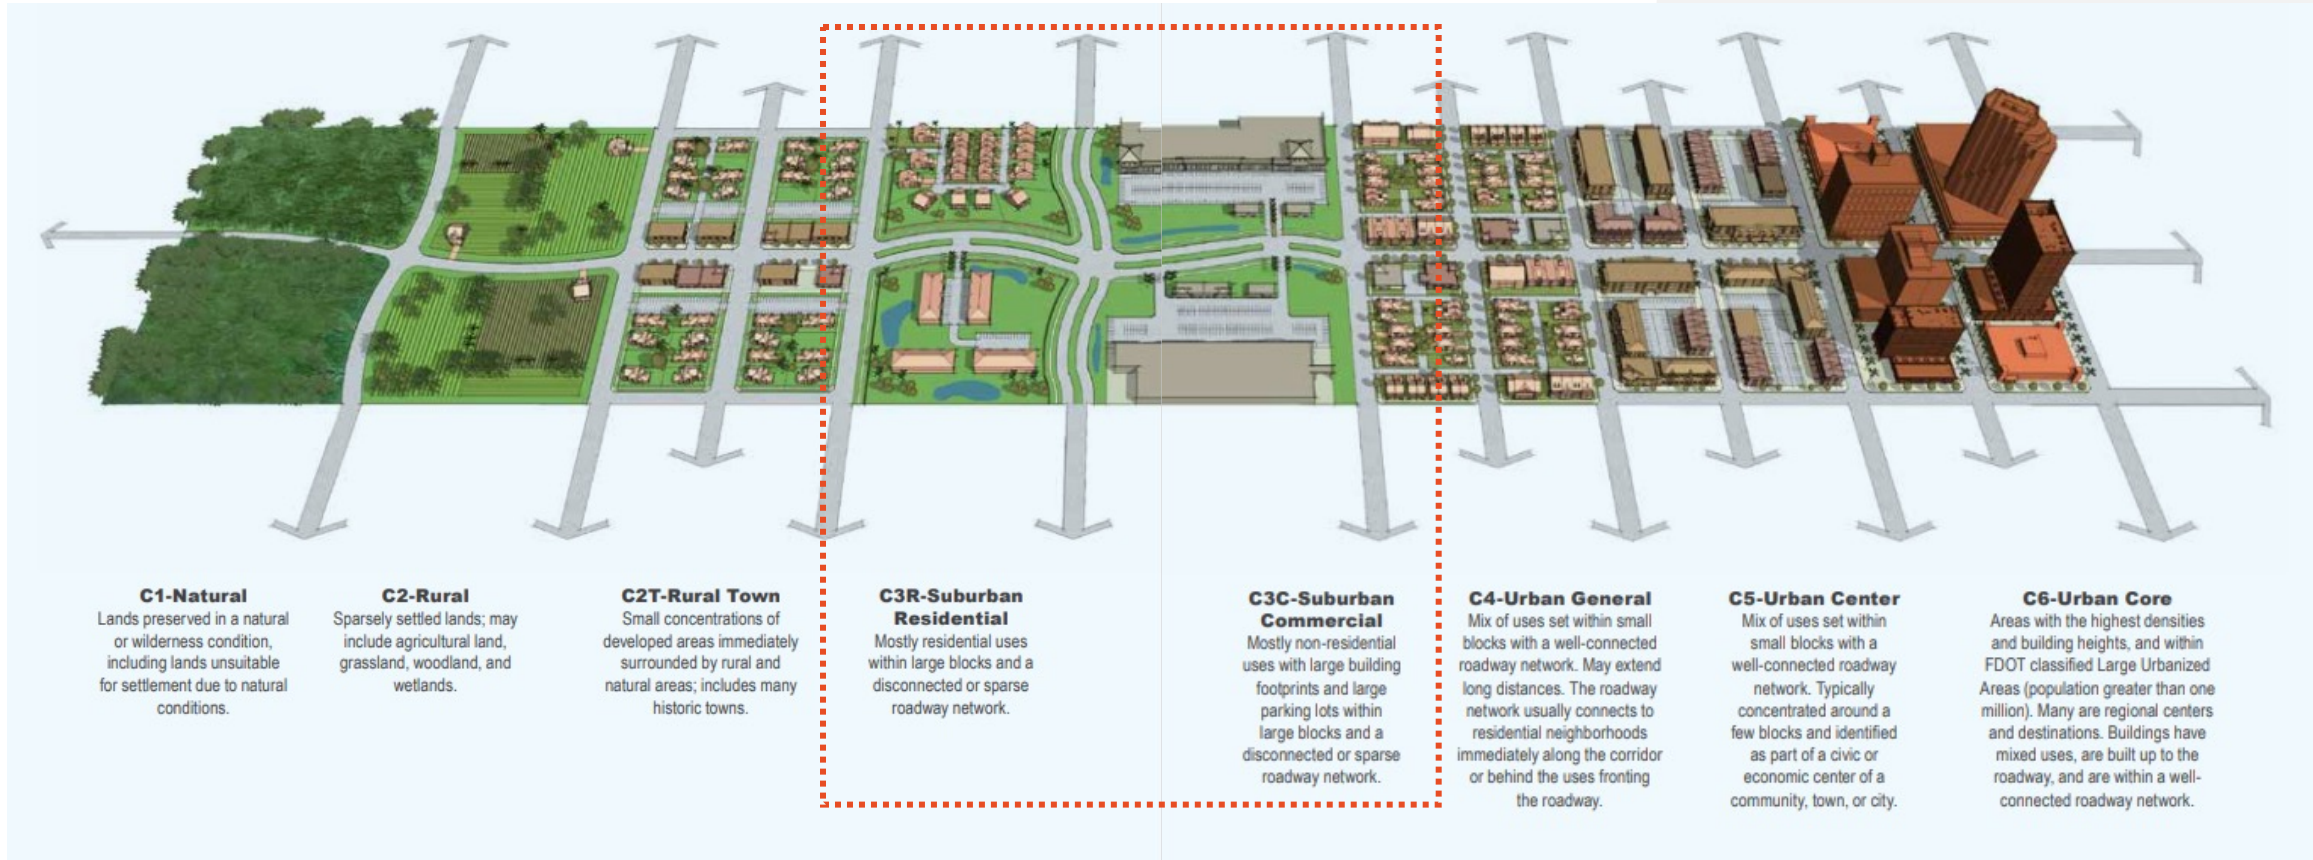 C1-Natural
Lands preserved in a natural
or wilderness condition,
including lands unsuitable
for settlement due to natural
conditions.
C2-Rural
Sparsely settled lands; may
include agricultural land,
grassland, woodland, and
wetlands.
C2T-Rural Town
Small concentrations of
developed areas immediately
surrounded by rural and
natural areas; includes many
historic towns.
C3R-Suburban
Residential
Mostly residential uses
within large blocks and a
disconnected or sparse
roadway network.
C3C-Suburban
Commercial
Mostly non-residential
uses with large building
footprints and large
parking lots within
large blocks and a
disconnected or sparse
roadway network.
C4-Urban General
Mix of uses set within small
blocks with a well-connected
roadway network. May extend
long distances. The roadway
network usually connects to
residential neighborhoods
immediately along the corridor
or behind the uses fronting
the roadway.
C5-Urban Center
Mix of uses set within
small blocks with a
well-connected roadway
network. Typically
concentrated around a
few blocks and identified
as part of a civic or
economic center of a
community, town, or city.
C6-Urban Core
Areas with the highest densities
and building heights, and within
FDOT classified Large Urbanized
Areas (population greater than one
million). Many are regional centers
and destinations. Buildings have
mixed uses, are built up to the
roadway, and are within a well-
connected roadway network.